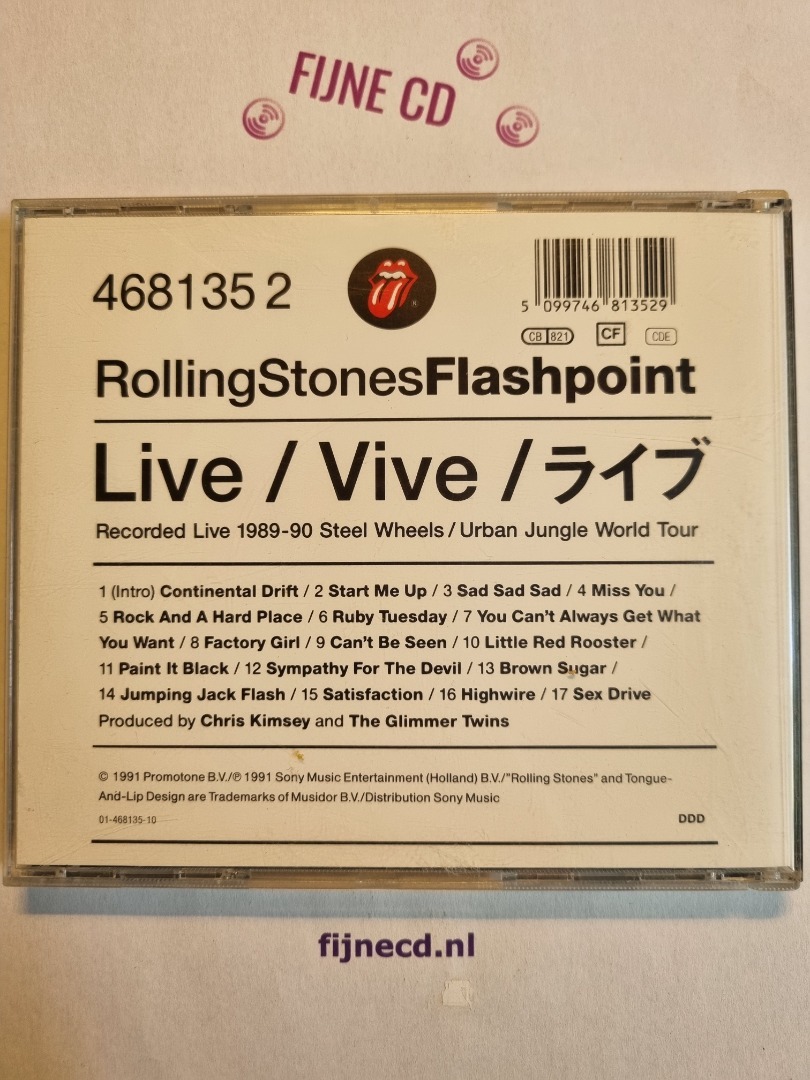 FIJNE CD
468135 2
5 099746 813529
CB 821 CF CDE
RollingStonesFlashpoint
Live / Vive / ライブ
Recorded Live 1989-90 Steel Wheels / Urban Jungle World Tour
1 (Intro) Continental Drift / 2 Start Me Up / 3 Sad Sad Sad / 4 Miss You /
5 Rock And A Hard Place / 6 Ruby Tuesday / 7 You Can't Always Get What
You Want / 8 Factory Girl / 9 Can't Be Seen / 10 Little Red Rooster /
11 Paint It Black / 12 Sympathy For The Devil / 13 Brown Sugar /
14 Jumping Jack Flash / 15 Satisfaction / 16 Highwire / 17 Sex Drive
Produced by Chris Kimsey and The Glimmer Twins
© 1991 Promotone B.V./℗ 1991 Sony Music Entertainment (Holland) B.V./"Rolling Stones" and Tongue-
And-Lip Design are Trademarks of Musidor B.V./Distribution Sony Music
01-468135-10 DDD
fijnecd.nl